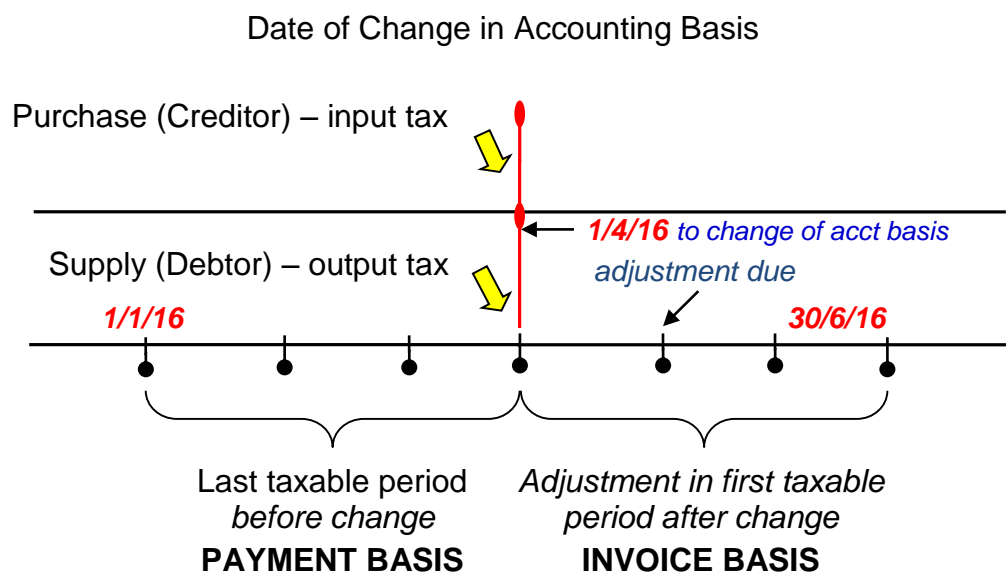 Date of Change in Accounting Basis
Purchase (Creditor) – input tax
1/4/16 to change of acct basis
Supply (Debtor) – output tax
adjustment due
1/1/16
30/6/16
Last taxable period
before change
PAYMENT BASIS
Adjustment in first taxable
period after change
INVOICE BASIS